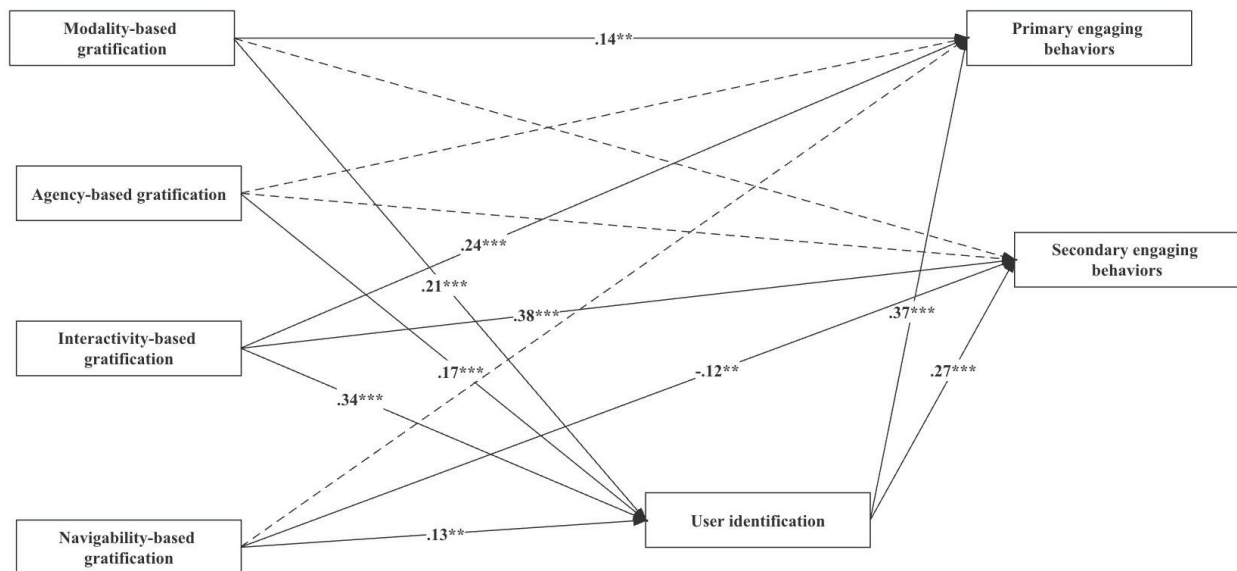 Modality-based
gratification
.14**
Primary engaging
behaviors
Agency-based gratification
.24***
Secondary engaging
behaviors
.21***
Interactivity-based
gratification
.38***
.37***
.17***
-.12**
.27***
.34***
User identification
Navigability-based
gratification
.13**